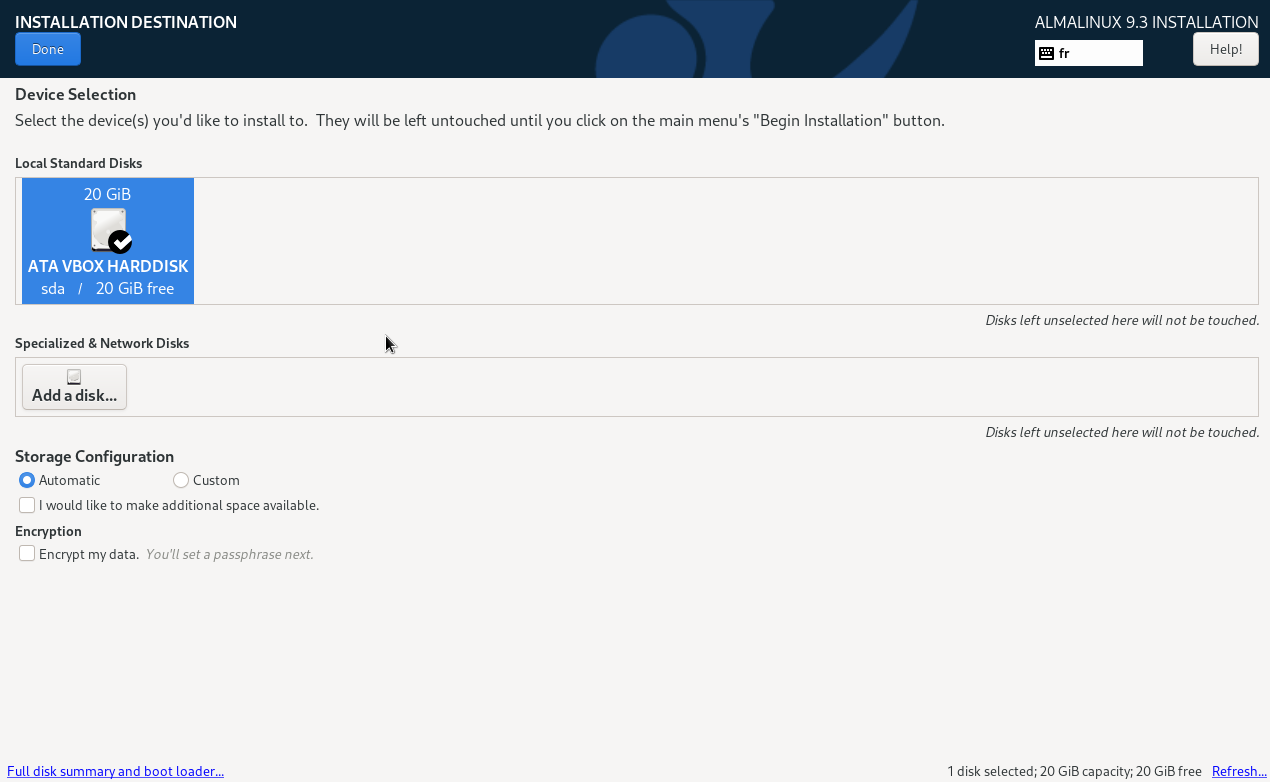 INSTALLATION DESTINATION
ALMALINUX 9.3 INSTALLATION
Done
fr
Help!
Device Selection
Select the device(s) you'd like to install to.  They will be left untouched until you click on the main menu's "Begin Installation" button.
Local Standard Disks
20 GiB
ATA VBOX HARDDISK
sda / 20 GiB free
Disks left unselected here will not be touched.
Specialized & Network Disks
Add a disk...
Disks left unselected here will not be touched.
Storage Configuration
Automatic
Custom
I would like to make additional space available.
Encryption
Encrypt my data. You'll set a passphrase next.
Full disk summary and boot loader...
1 disk selected; 20 GiB capacity; 20 GiB free
Refresh...